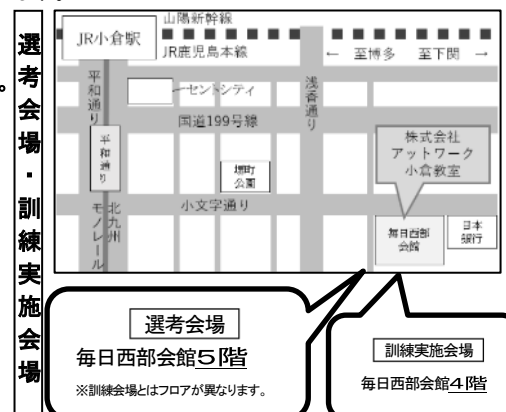 。
選考会場・訓練実施会場
山陽新幹線
JR小倉駅
JR鹿児島本線
← 至博多 至下関 →
平和通り
セントシティ
浅香通り
国道199号線
平和通り
株式会社
アットワーク
小倉教室
堺町
公園
小文字通り
北九州
モノレール
毎日西部
会館
日本
銀行
選考会場
毎日西部会館5階
※訓練会場とはフロアが異なります。
訓練実施会場
毎日西部会館4階